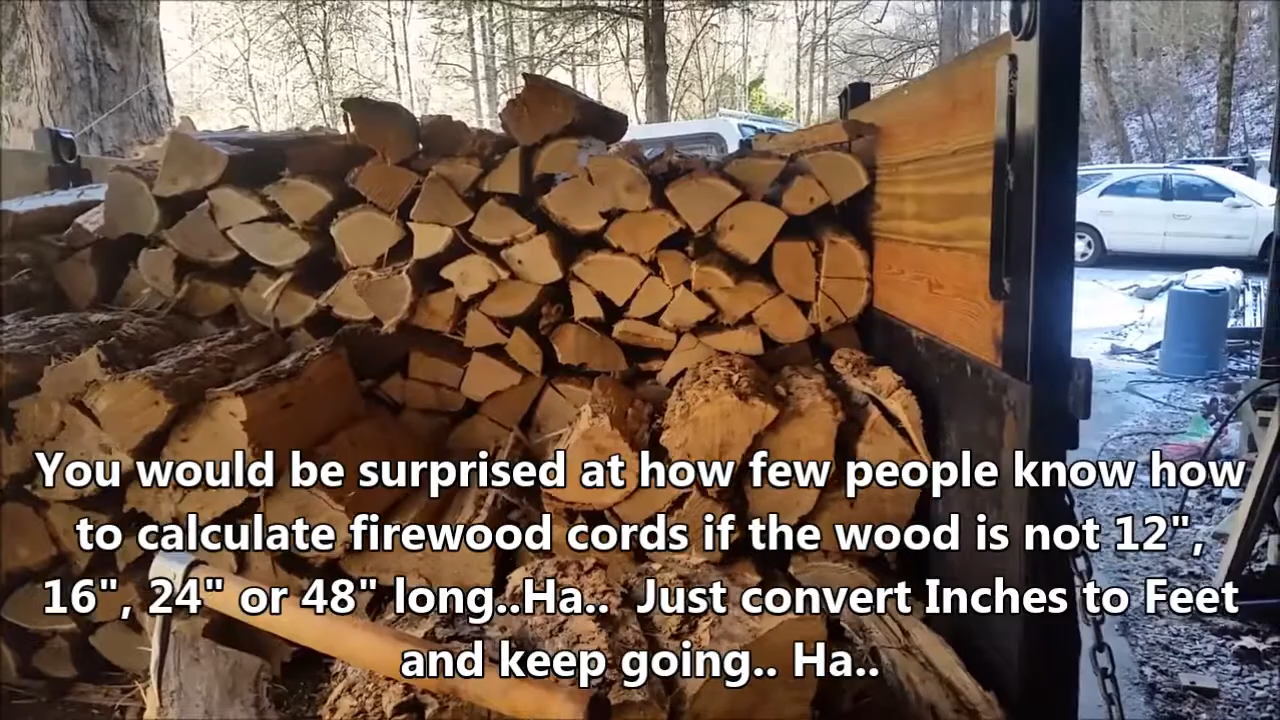 You would be surprised at how few people know how
to calculate firewood cords if the wood is not 12",
16", 24" or 48" long..Ha..  Just convert Inches to Feet
and keep going.. Ha..